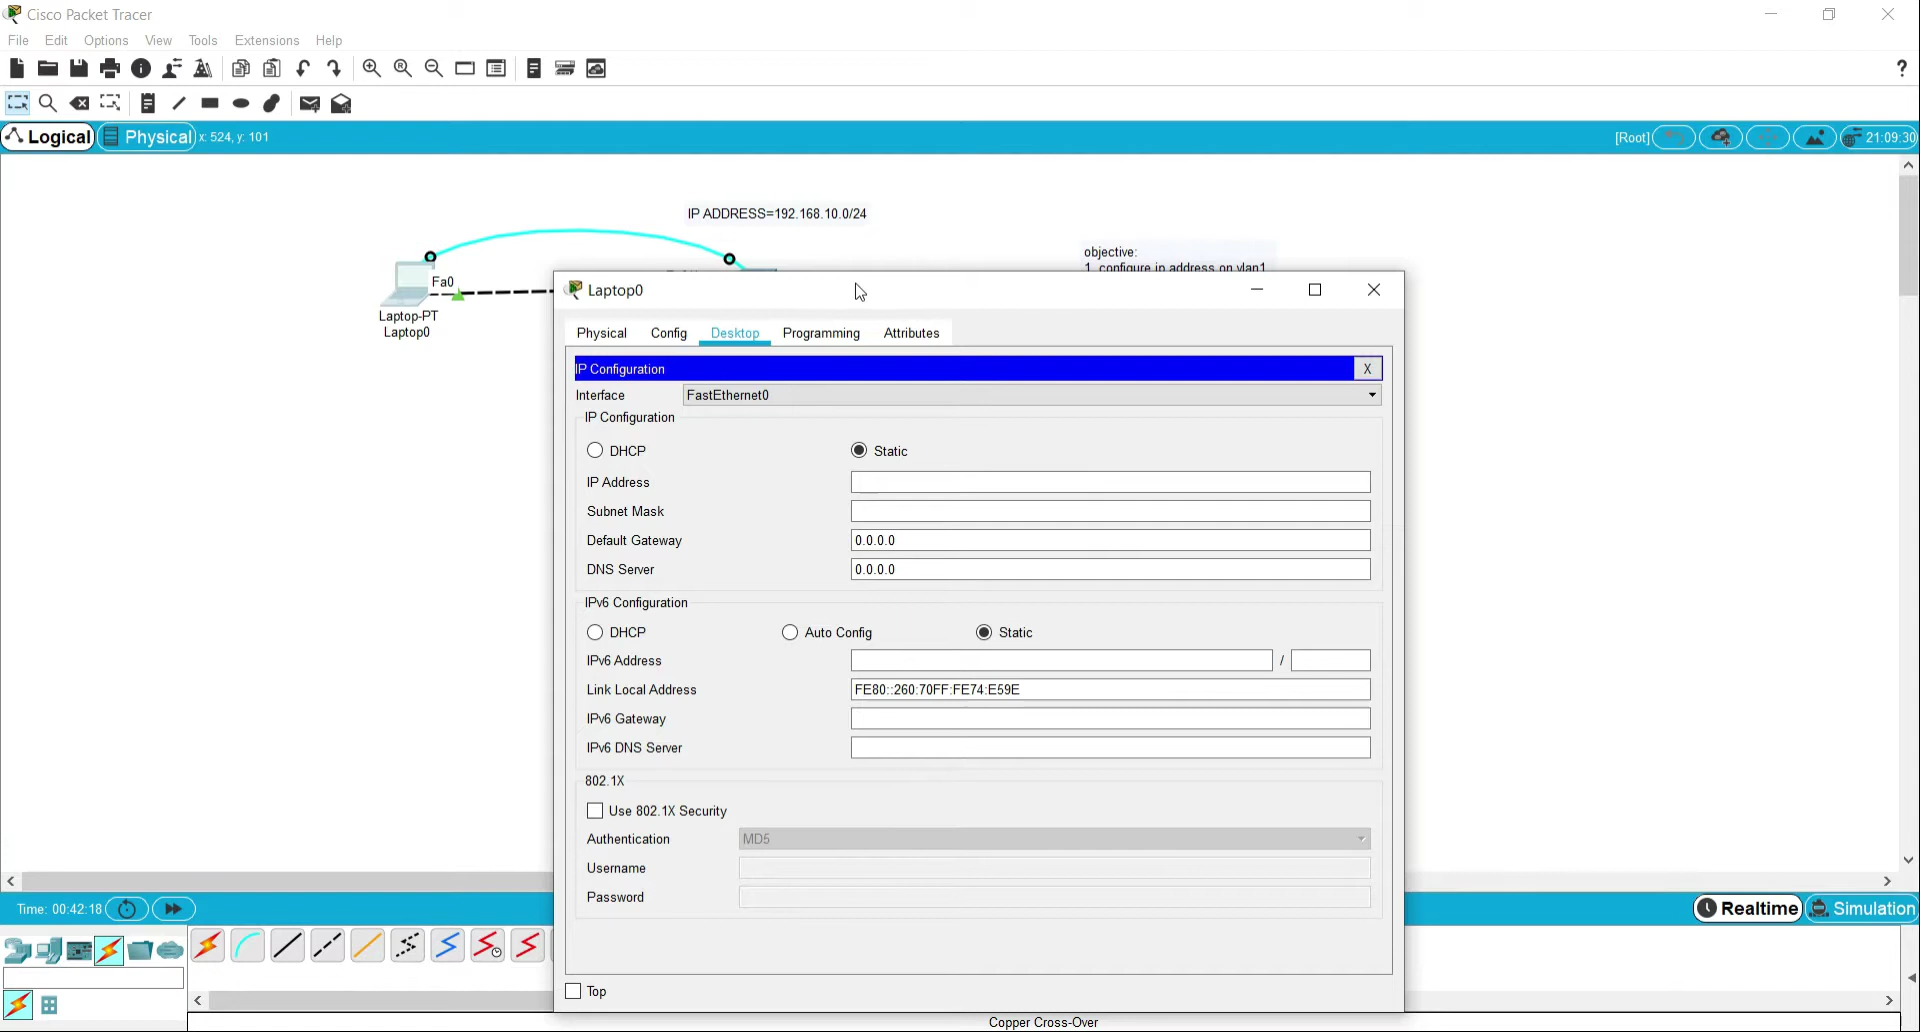 Cisco Packet Tracer
File Edit Options View Tools Extensions Help
?
Logical Physical x: 524, y: 101 [Root] 21:09:30
IP ADDRESS=192.168.10.0/24
objective:
1. configure ip address on vlan1
Fa0
Laptop-PT
Laptop0
Laptop0
Physical Config Desktop Programming Attributes
IP Configuration X
Interface FastEthernet0
IP Configuration
DHCP Static
IP Address
Subnet Mask
Default Gateway 0.0.0.0
DNS Server 0.0.0.0
IPv6 Configuration
DHCP Auto Config Static
IPv6 Address /
Link Local Address FE80::260:70FF:FE74:E59E
IPv6 Gateway
IPv6 DNS Server
802.1X
Use 802.1X Security
Authentication MD5
Username
Password
Top
Time: 00:42:18 Realtime Simulation
Copper Cross-Over